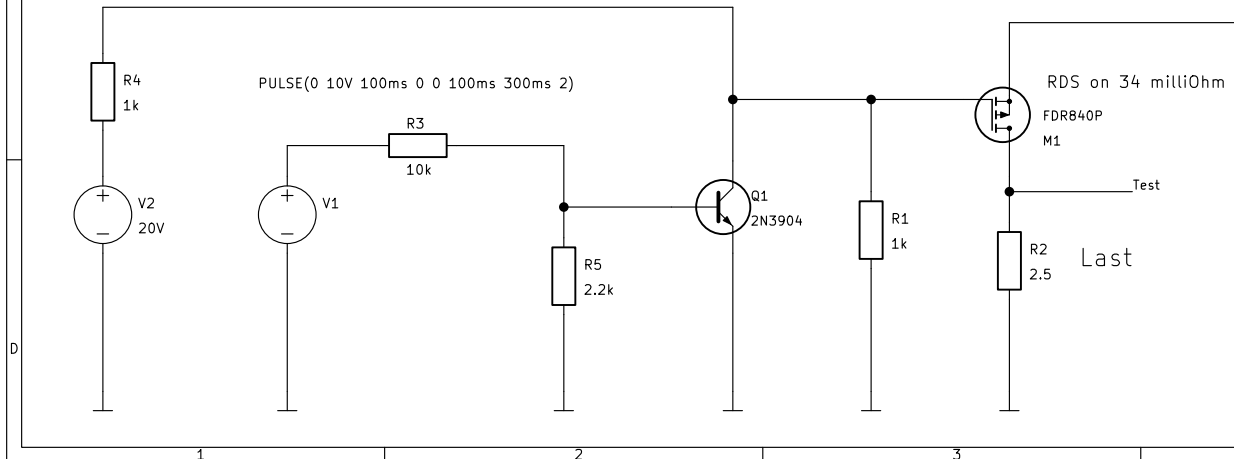 R4
1k
PULSE(0 10V 100ms 0 0 100ms 300ms 2)
RDS on 34 milliOhm
FDR840P
M1
R3
10k
+
V2
20V
−
+
V1
−
Q1
2N3904
Test
R1
1k
R2
2.5
Last
R5
2.2k
D
1
2
3